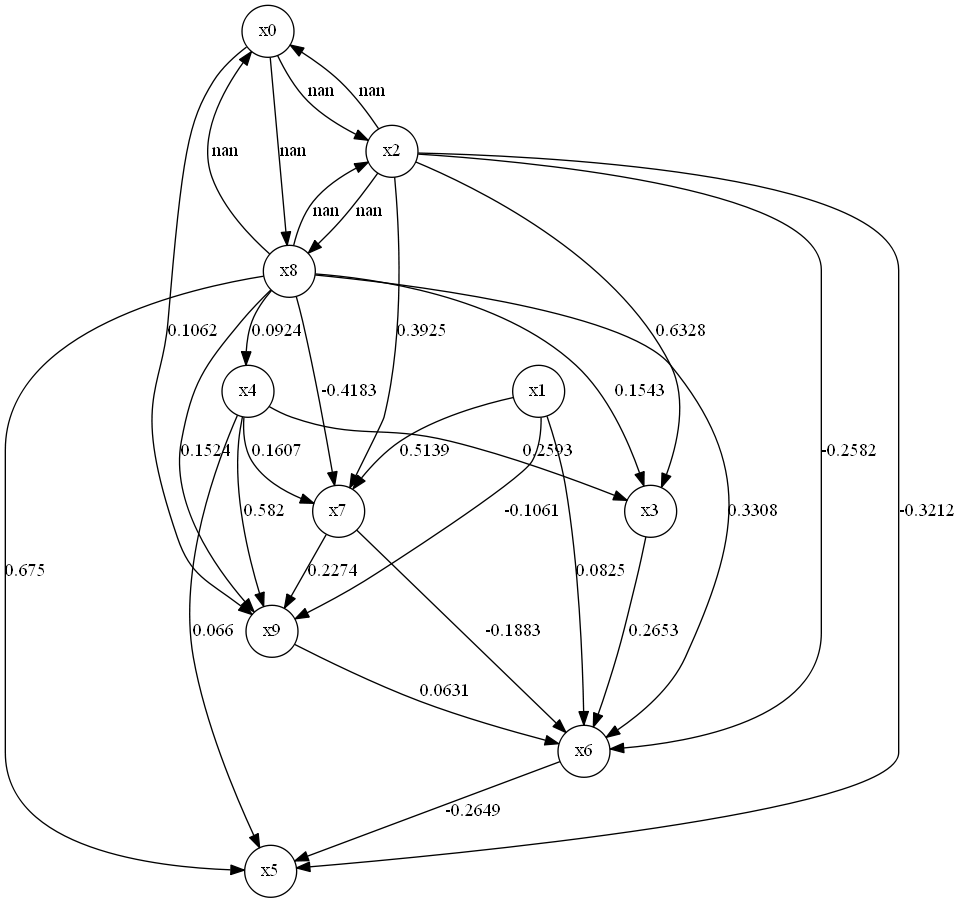 x0
nan
nan
x2
nan
nan
nan
nan
x8
0.1062
0.0924
0.3925
0.6328
x4
-0.4183
x1
0.1543
0.1524
0.1607
0.5139
0.2593
-0.2582
0.582
x7
-0.1061
x3
0.3308
-0.3212
0.675
0.2274
0.0825
x9
0.066
-0.1883
0.2653
0.0631
x6
-0.2649
x5